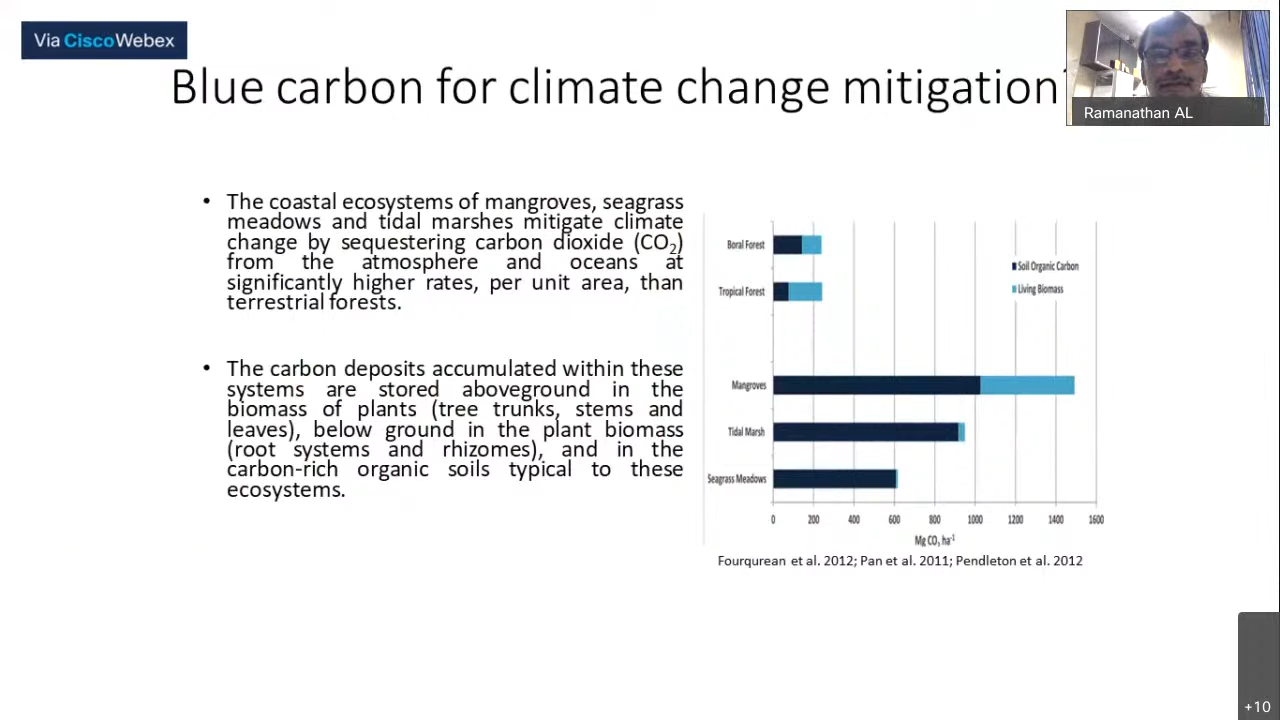 Via Cisco Webex
Blue carbon for climate change mitigation
Ramanathan AL
• The coastal ecosystems of mangroves, seagrass
meadows and tidal marshes mitigate climate
change by sequestering carbon dioxide (CO₂)
from the atmosphere and oceans at
significantly higher rates, per unit area, than
terrestrial forests.
• The carbon deposits accumulated within these
systems are stored aboveground in the
biomass of plants (tree trunks, stems and
leaves), below ground in the plant biomass
(root systems and rhizomes), and in the
carbon-rich organic soils typical to these
ecosystems.
Boral Forest
Tropical Forest
Mangroves
Tidal Marsh
Seagrass Meadows
Soil Organic Carbon
Living Biomass
0 200 400 600 800 1000 1200 1400 1600
Mg CO₂ ha⁻¹
Fourqurean et al. 2012; Pan et al. 2011; Pendleton et al. 2012
+10